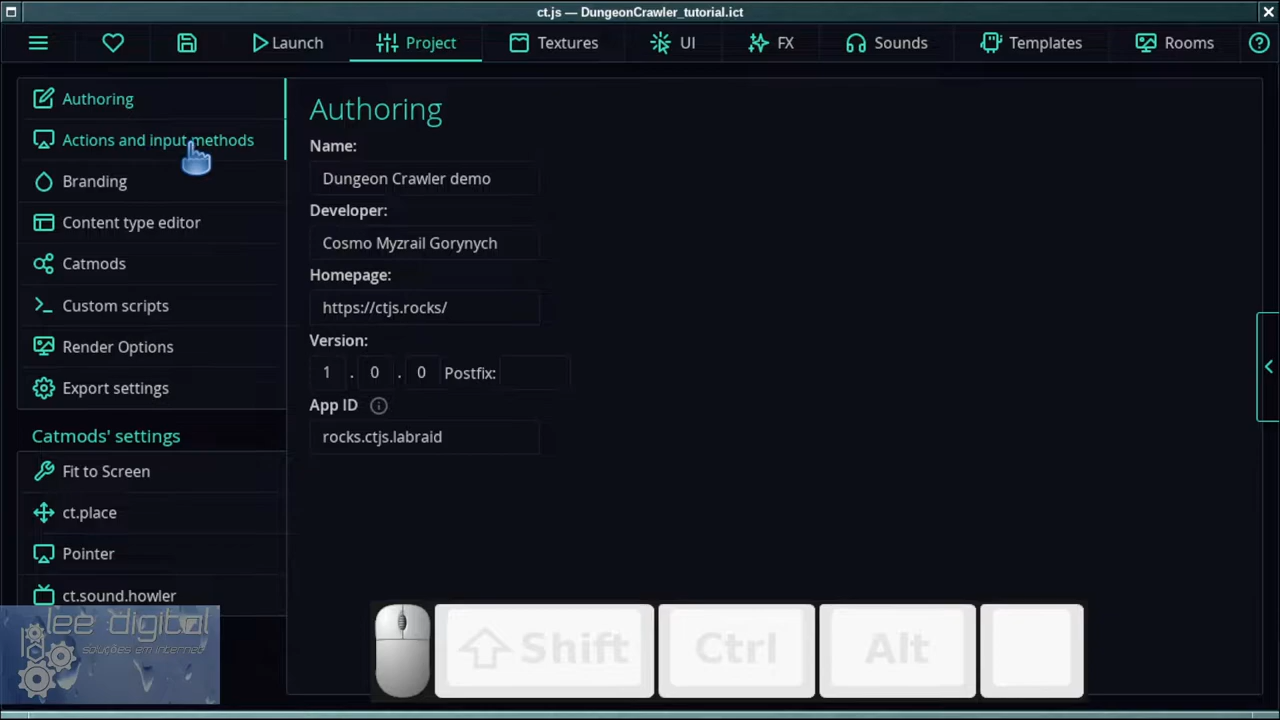 ct.js — DungeonCrawler_tutorial.ict
Launch Project Textures UI FX Sounds Templates Rooms
Authoring
Actions and input methods
Branding
Content type editor
Catmods
Custom scripts
Render Options
Export settings
Catmods' settings
Fit to Screen
ct.place
Pointer
ct.sound.howler
Authoring
Name:
Dungeon Crawler demo
Developer:
Cosmo Myzrail Gorynych
Homepage:
https://ctjs.rocks/
Version:
1 . 0 . 0 Postfix:
App ID
rocks.ctjs.labraid
lee digital
soluções em internet
Shift Ctrl Alt